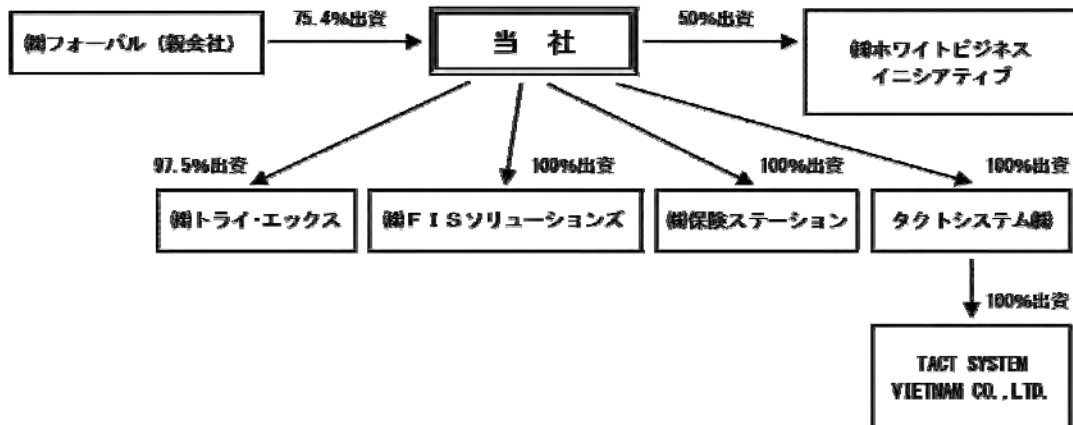 75.4%出資
50%出資
㈱フォーバル（親会社）
当　社
㈱ホワイトビジネス
イニシアティブ
97.5%出資
100%出資
100%出資
100%出資
㈱トライ・エックス
㈱ＦＩＳソリューションズ
㈱保険ステーション
タクトシステム㈱
100%出資
TACT SYSTEM
VIETNAM CO.,LTD.